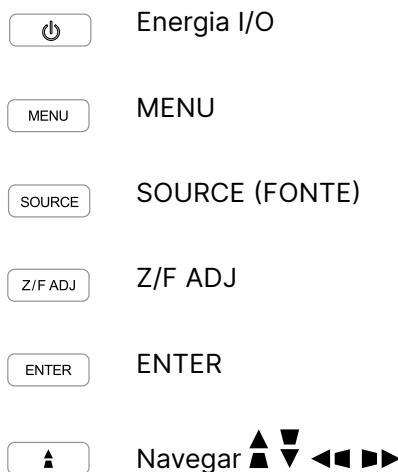 Energia I/O
MENU MENU
SOURCE SOURCE (FONTE)
Z/F ADJ Z/F ADJ
ENTER ENTER
Navegar